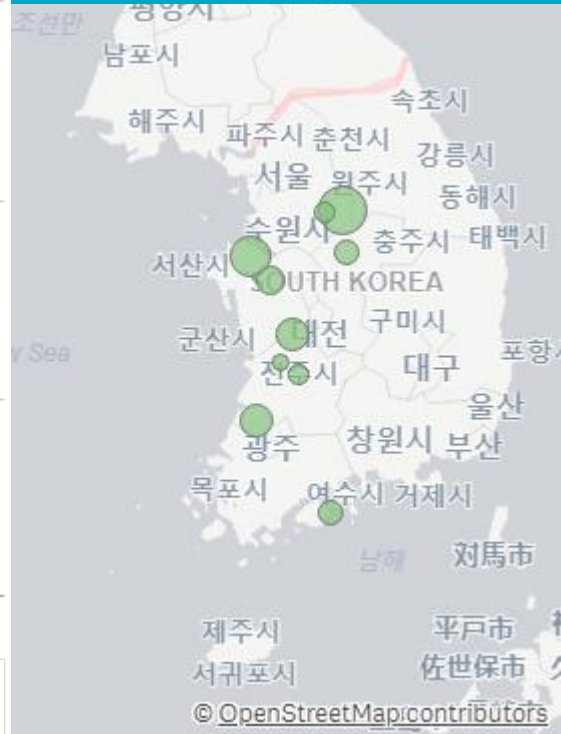 평양시
조선만
남포시
속초시
해주시 파주시 춘천시
강릉시
서울 원주시
동해시
수원시 충주시 태백시
서산시
SOUTH KOREA
구미시
군산시 대전
w Sea 포항시
전주시 대구
울산
광주 창원시 부산
목포시 여수시 거제시
남해 対馬市
제주시 平戸市
서귀포시 佐世保市
© OpenStreetMap contributors